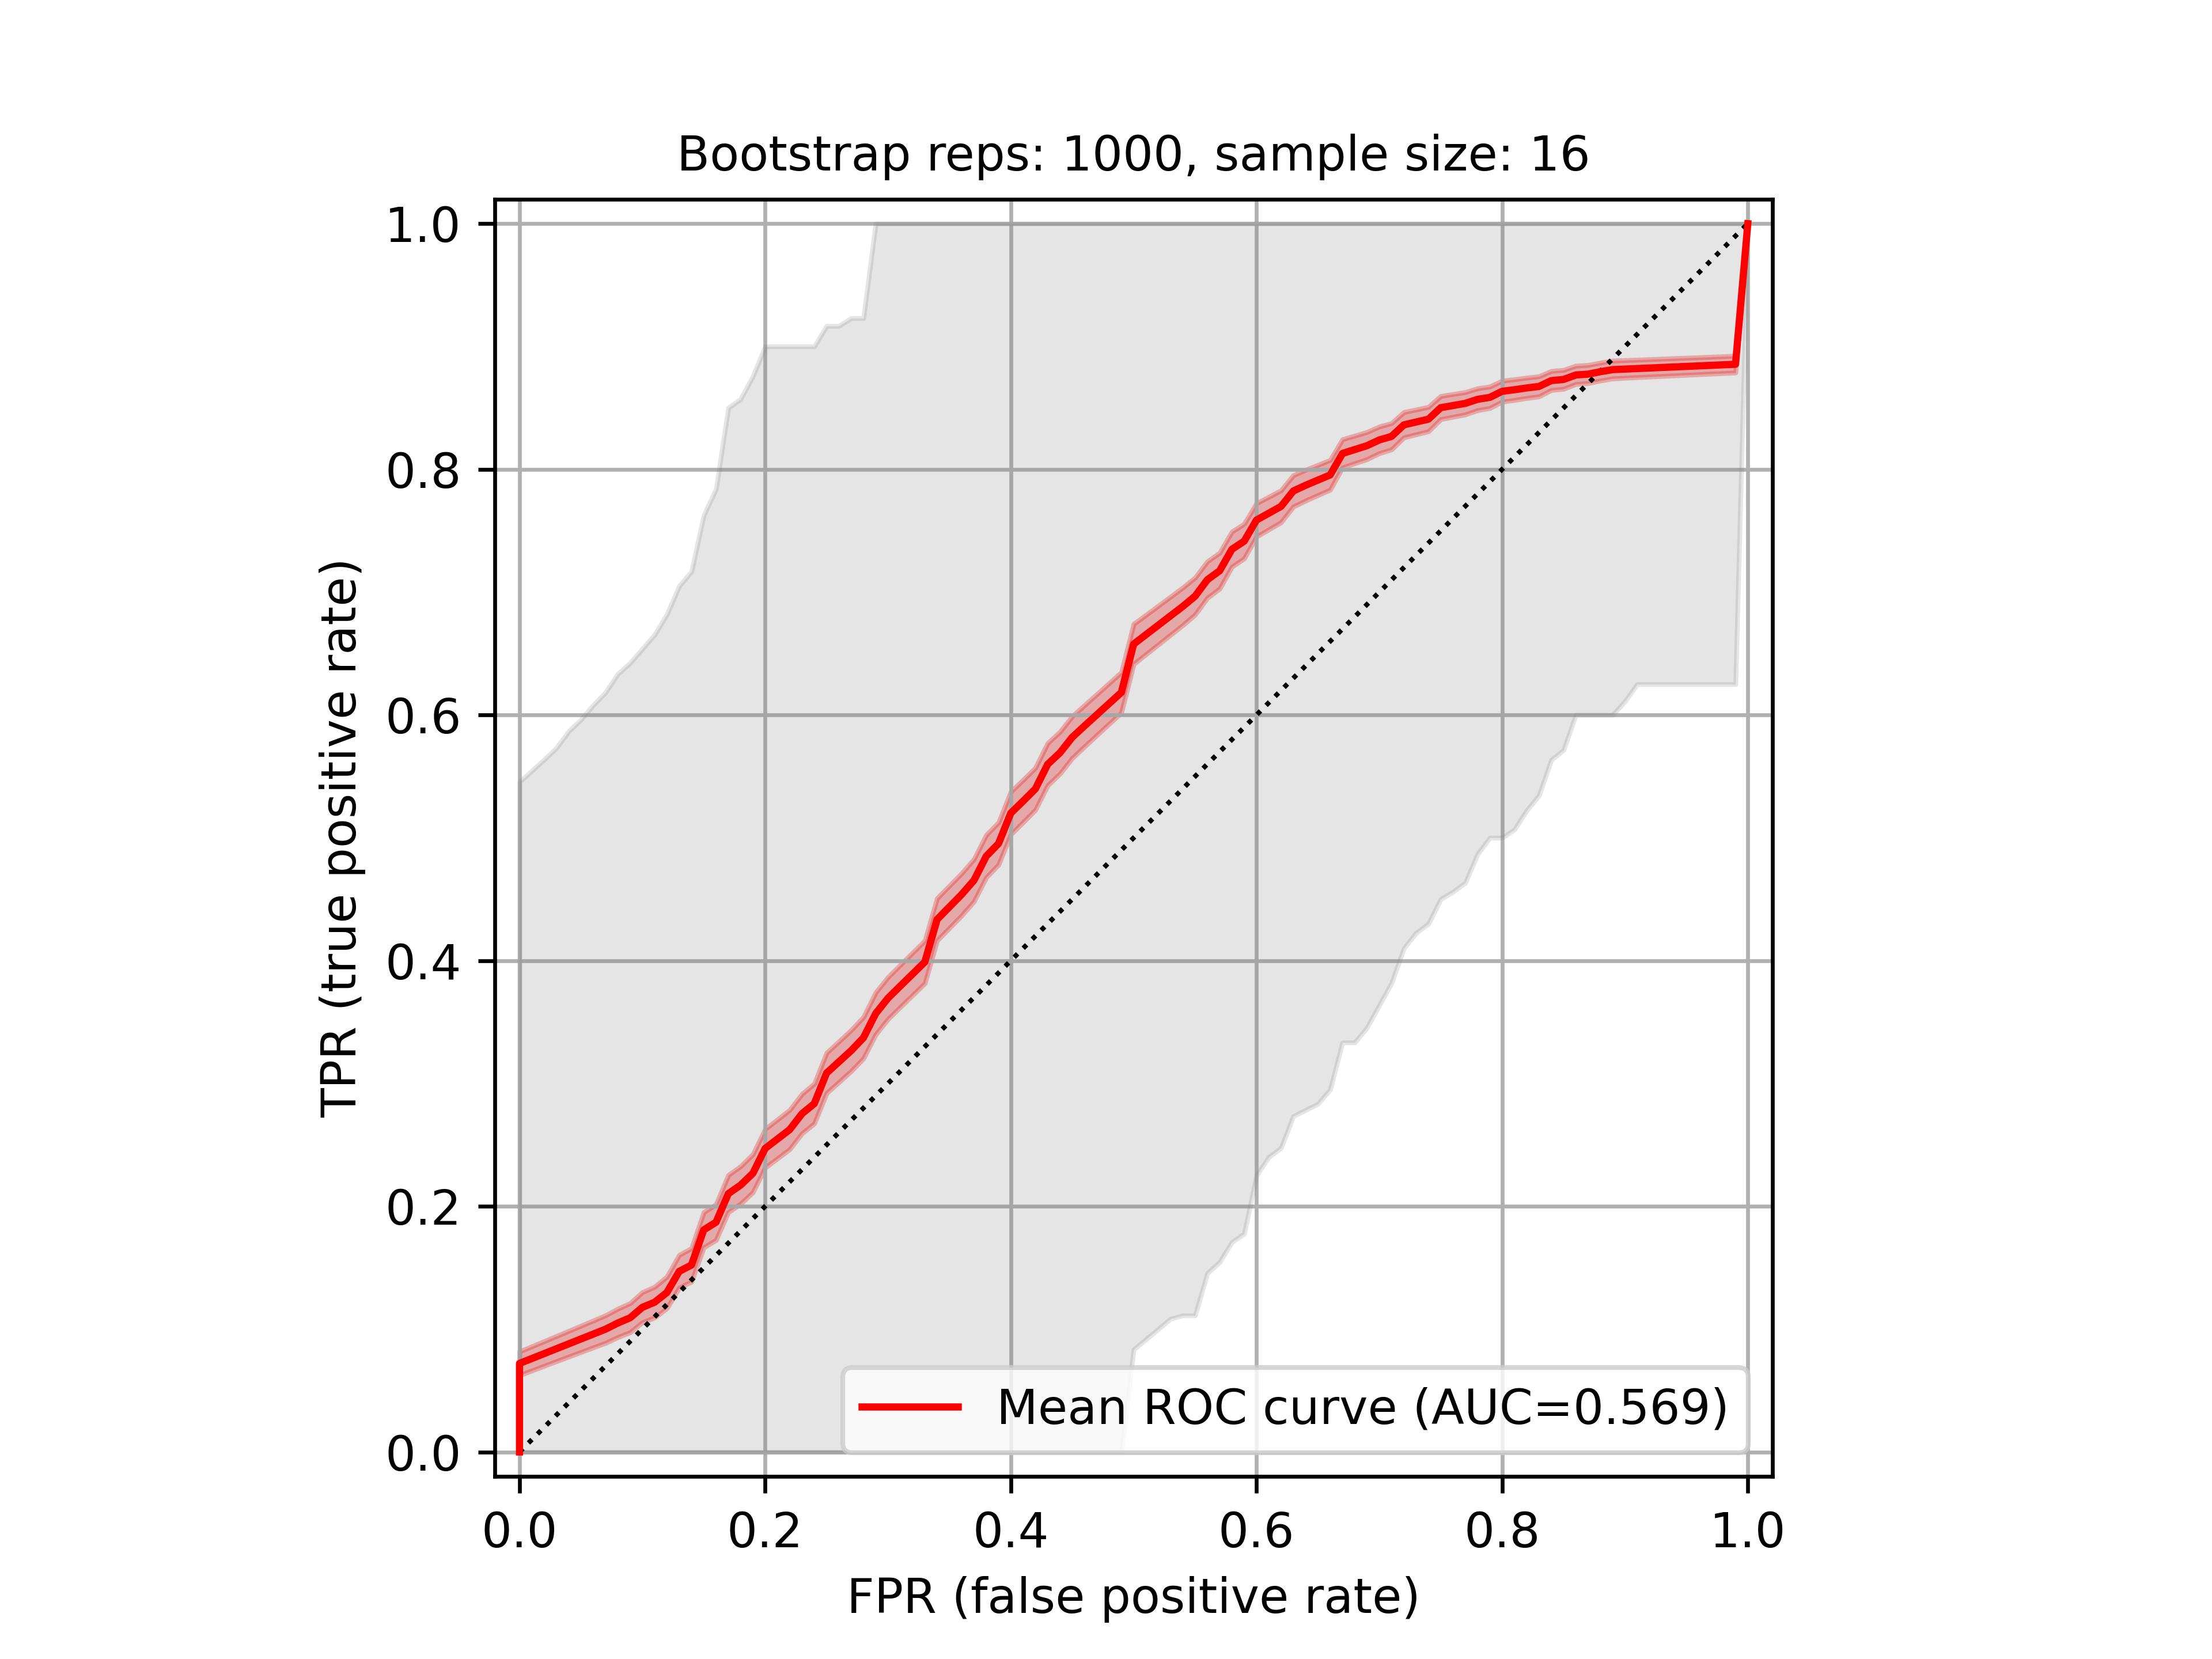 Bootstrap reps: 1000, sample size: 16
1.0
0.8
0.6
0.4
0.2
0.0
TPR (true positive rate)
Mean ROC curve (AUC=0.569)
0.0 0.2 0.4 0.6 0.8 1.0
FPR (false positive rate)